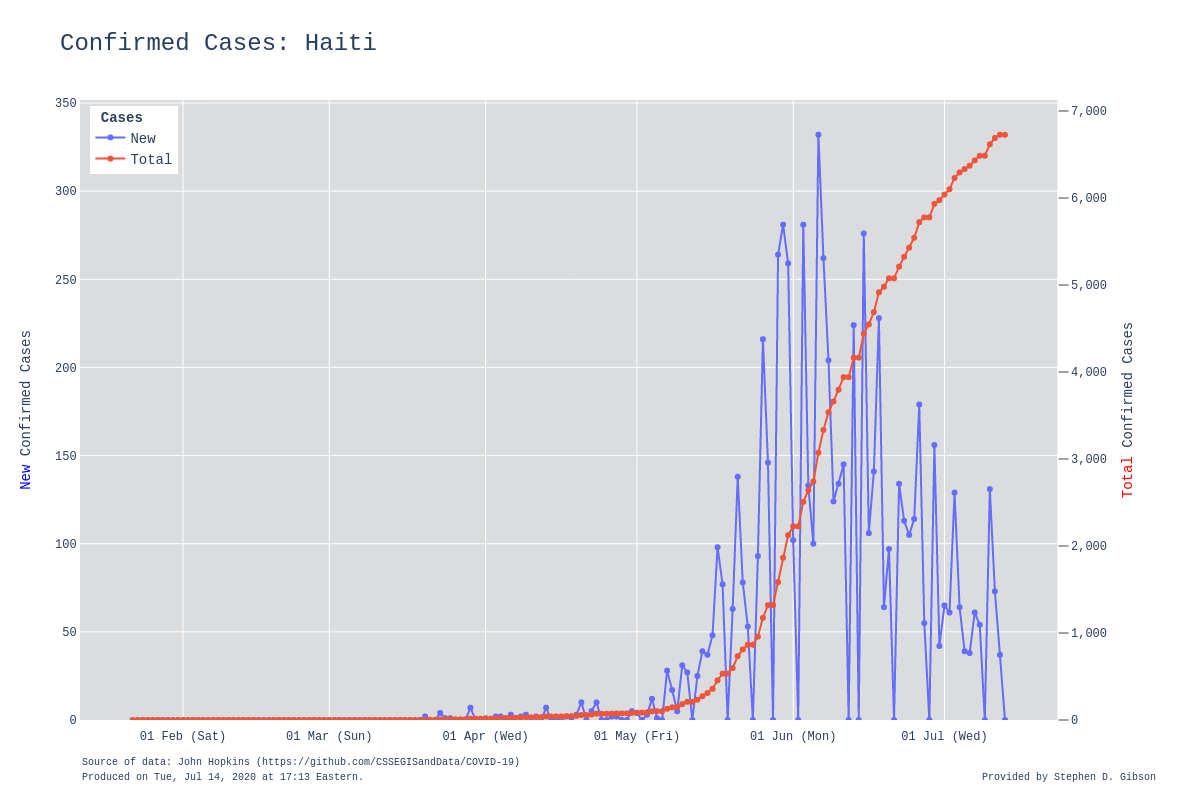 Confirmed Cases: Haiti
Cases
New
Total
350
300
250
200
150
100
50
0
7,000
6,000
5,000
4,000
3,000
2,000
1,000
0
New Confirmed Cases
Total Confirmed Cases
01 Feb (Sat) 01 Mar (Sun) 01 Apr (Wed) 01 May (Fri) 01 Jun (Mon) 01 Jul (Wed)
Source of data: John Hopkins (https://github.com/CSSEGISandData/COVID-19)
Produced on Tue, Jul 14, 2020 at 17:13 Eastern.
Provided by Stephen D. Gibson